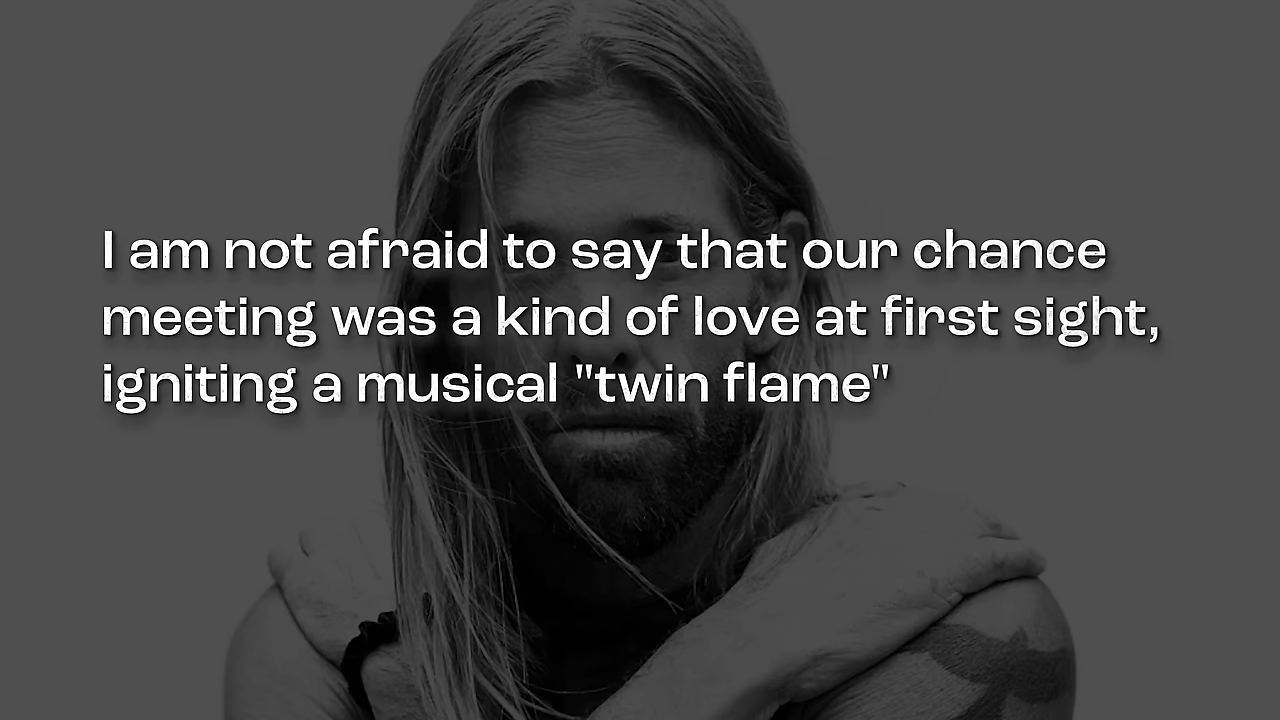 I am not afraid to say that our chance
meeting was a kind of love at first sight,
igniting a musical "twin flame"